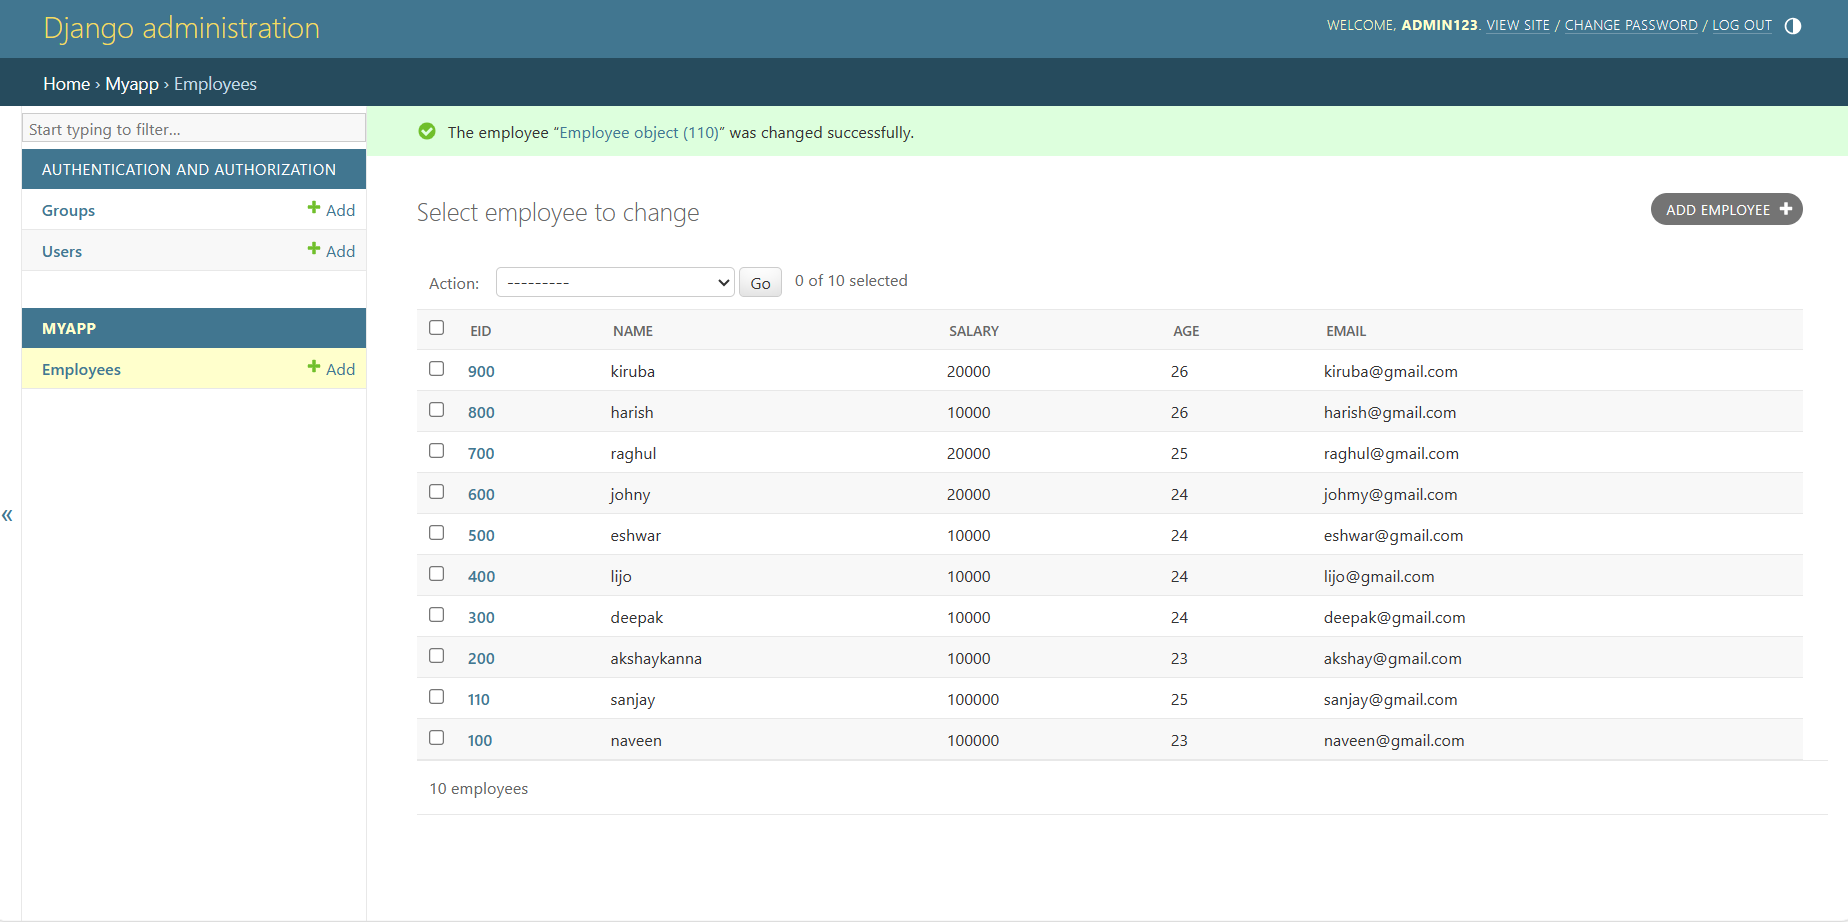 Django administration
WELCOME, ADMIN123. VIEW SITE / CHANGE PASSWORD / LOG OUT
Home › Myapp › Employees
Start typing to filter...
AUTHENTICATION AND AUTHORIZATION
Groups + Add
Users + Add
MYAPP
Employees + Add
«
The employee “Employee object (110)” was changed successfully.
Select employee to change
ADD EMPLOYEE +
Action: --------- Go 0 of 10 selected
EID NAME SALARY AGE EMAIL
900 kiruba 20000 26 kiruba@gmail.com
800 harish 10000 26 harish@gmail.com
700 raghul 20000 25 raghul@gmail.com
600 johny 20000 24 johmy@gmail.com
500 eshwar 10000 24 eshwar@gmail.com
400 lijo 10000 24 lijo@gmail.com
300 deepak 10000 24 deepak@gmail.com
200 akshaykanna 10000 23 akshay@gmail.com
110 sanjay 100000 25 sanjay@gmail.com
100 naveen 100000 23 naveen@gmail.com
10 employees